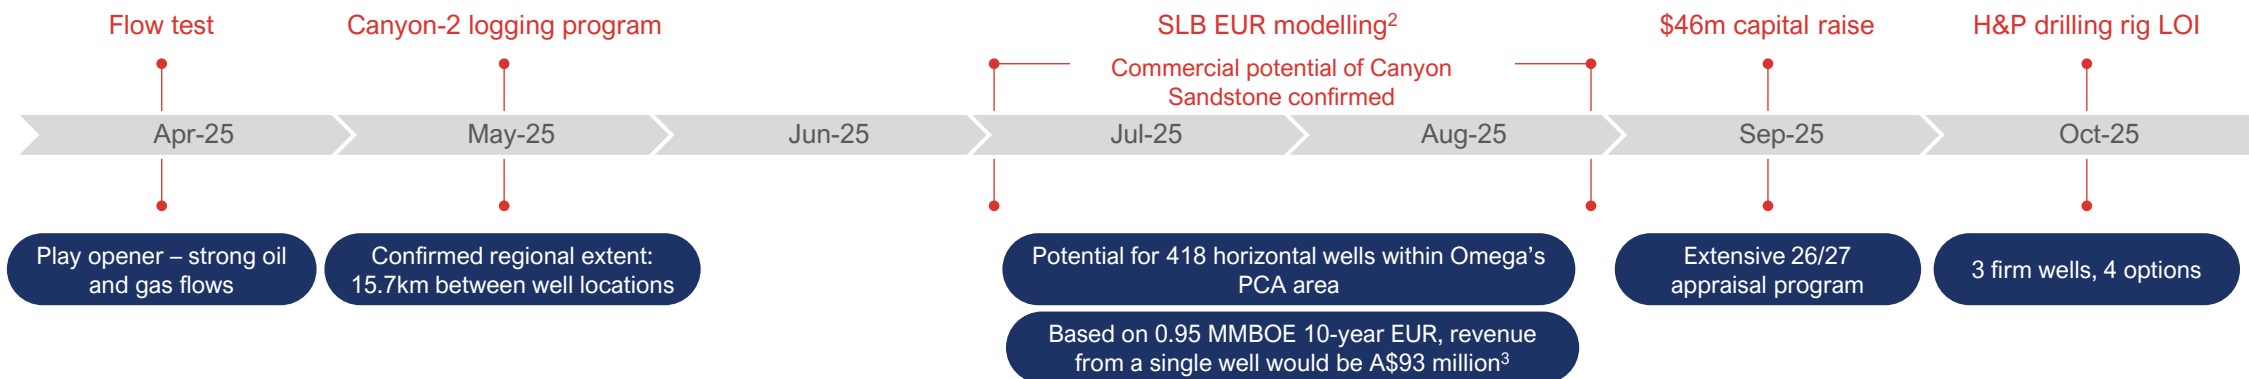 Flow test
Canyon-2 logging program
SLB EUR modelling²
$46m capital raise
H&P drilling rig LOI
Commercial potential of Canyon
Sandstone confirmed
Apr-25
May-25
Jun-25
Jul-25
Aug-25
Sep-25
Oct-25
Play opener – strong oil
and gas flows
Confirmed regional extent:
15.7km between well locations
Potential for 418 horizontal wells within Omega's
PCA area
Based on 0.95 MMBOE 10-year EUR, revenue
from a single well would be A$93 million³
Extensive 26/27
appraisal program
3 firm wells, 4 options